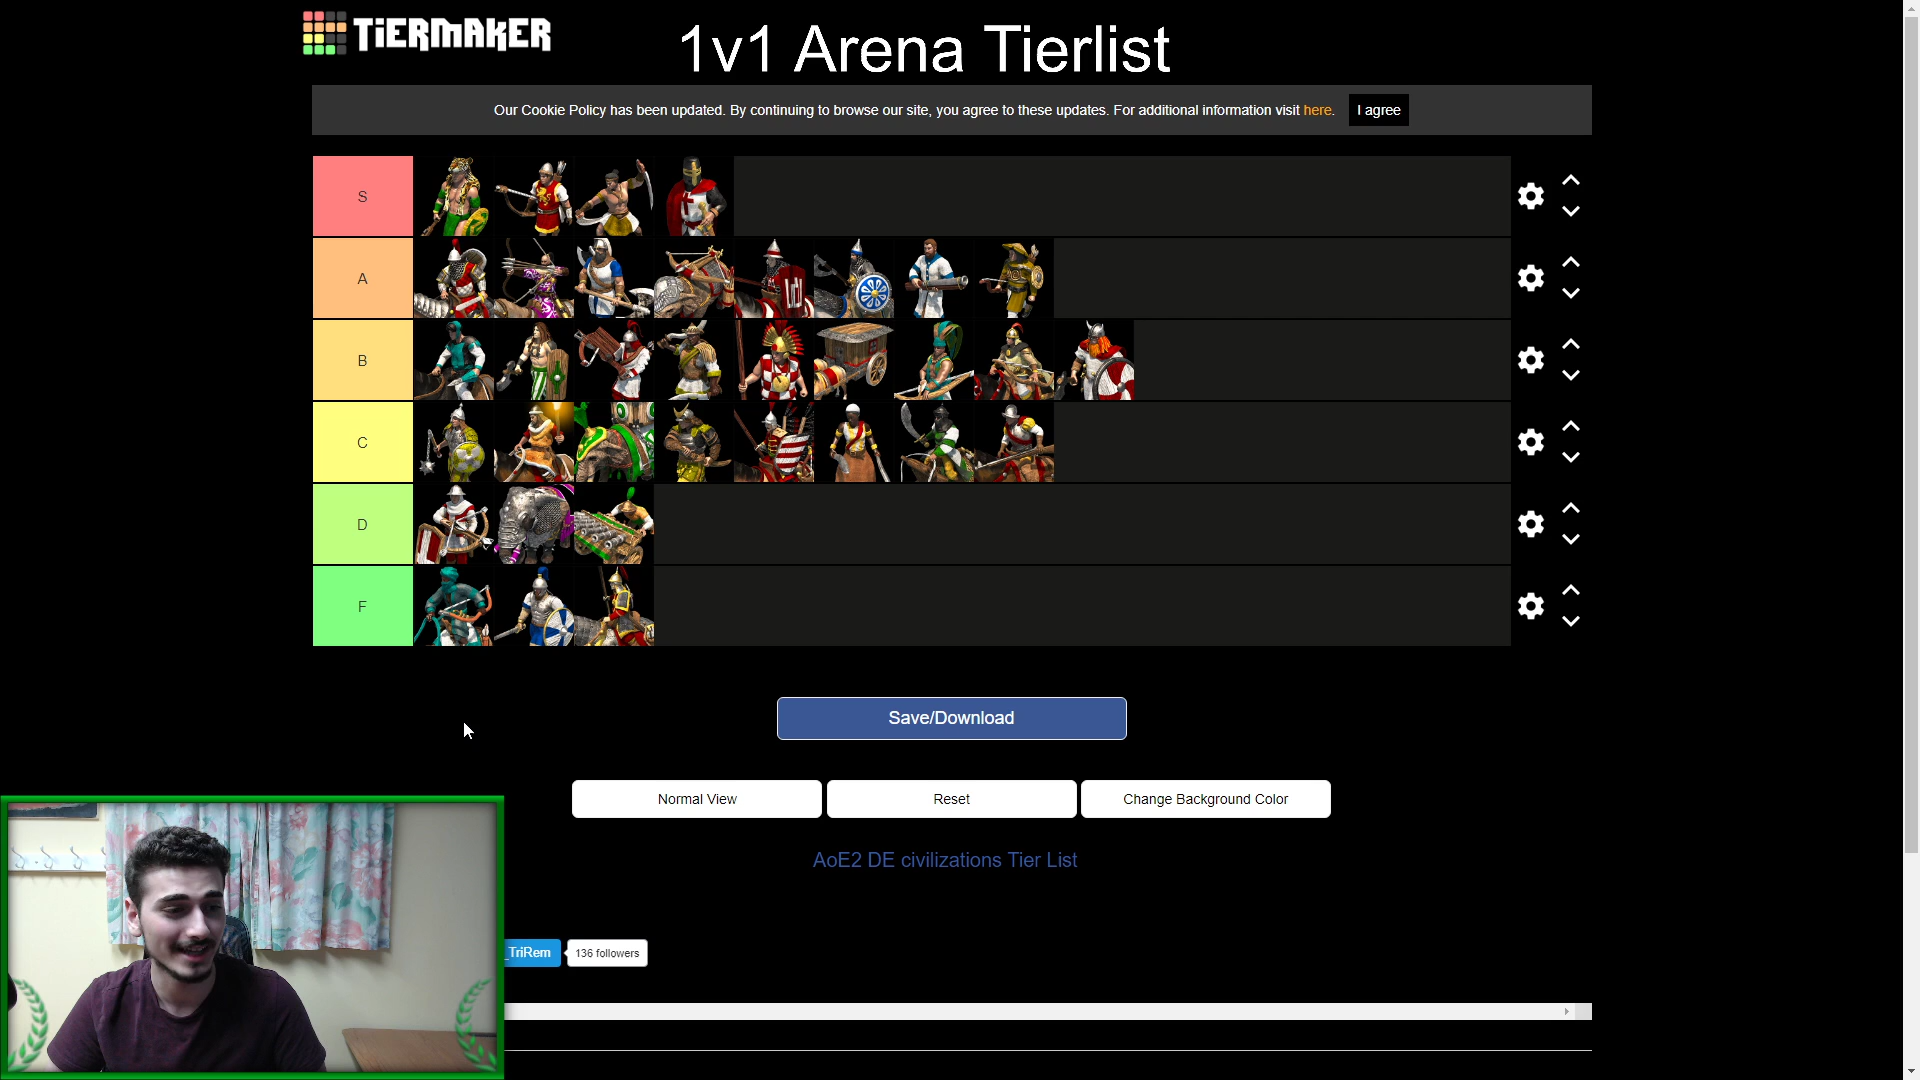 TiERMAKER
1v1 Arena Tierlist
Our Cookie Policy has been updated. By continuing to browse our site, you agree to these updates. For additional information visit here.
I agree
S
A
B
C
D
F
Save/Download
Normal View
Reset
Change Background Color
AoE2 DE civilizations Tier List
_TriRem
136 followers